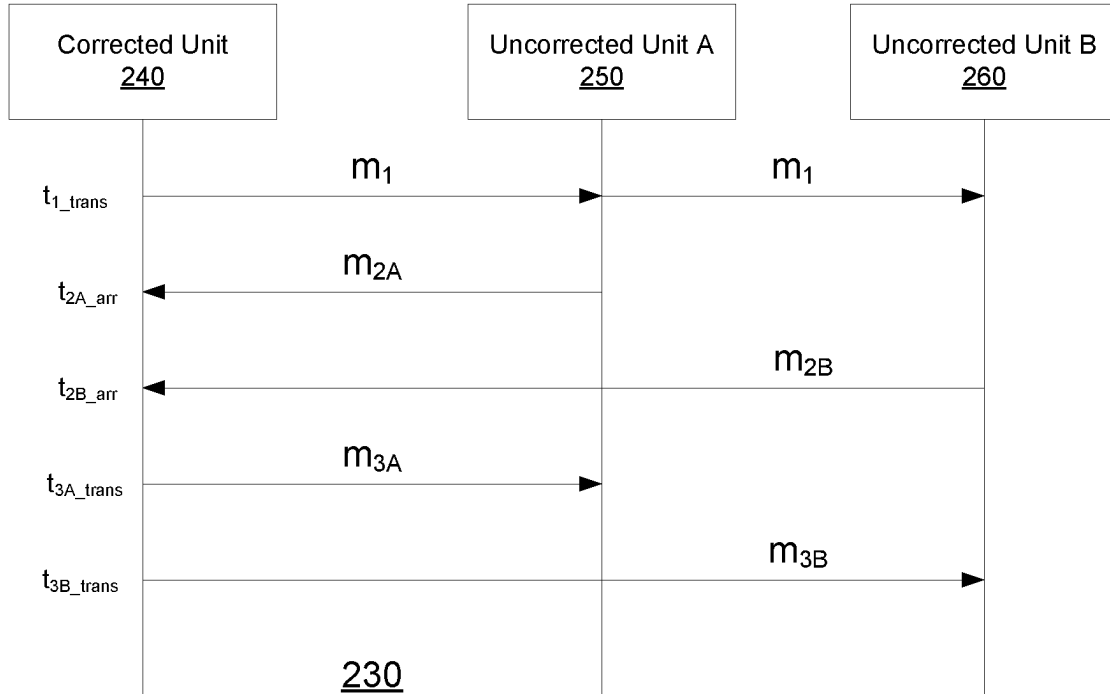 Corrected Unit
240
Uncorrected Unit A
250
Uncorrected Unit B
260
m₁
m₁
t₁_trans
m₂A
t₂A_arr
m₂B
t₂B_arr
m₃A
t₃A_trans
m₃B
t₃B_trans
230